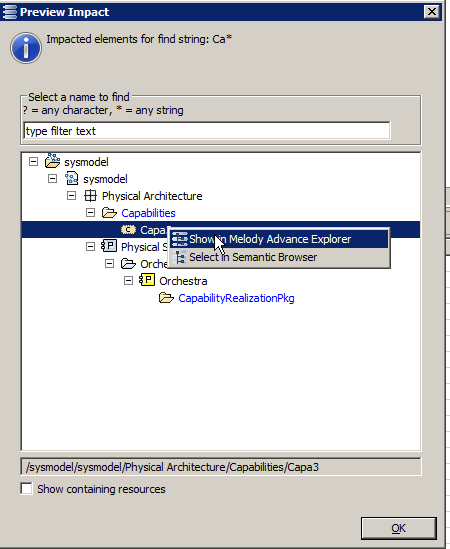 Preview Impact
Impacted elements for find string: Ca*
Select a name to find
? = any character, * = any string
type filter text
sysmodel
sysmodel
Physical Architecture
Capabilities
Capa
Show in Melody Advance Explorer
Physical S
Select in Semantic Browser
Orche
Orchestra
CapabilityRealizationPkg
/sysmodel/sysmodel/Physical Architecture/Capabilities/Capa3
Show containing resources
OK